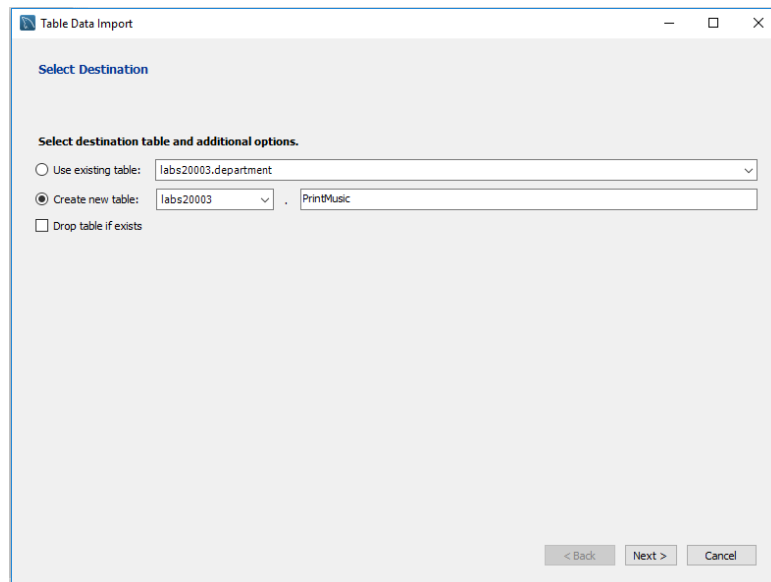 Table Data Import
Select Destination
Select destination table and additional options.
Use existing table: labs20003.department
Create new table: labs20003 . PrintMusic
Drop table if exists
< Back Next > Cancel